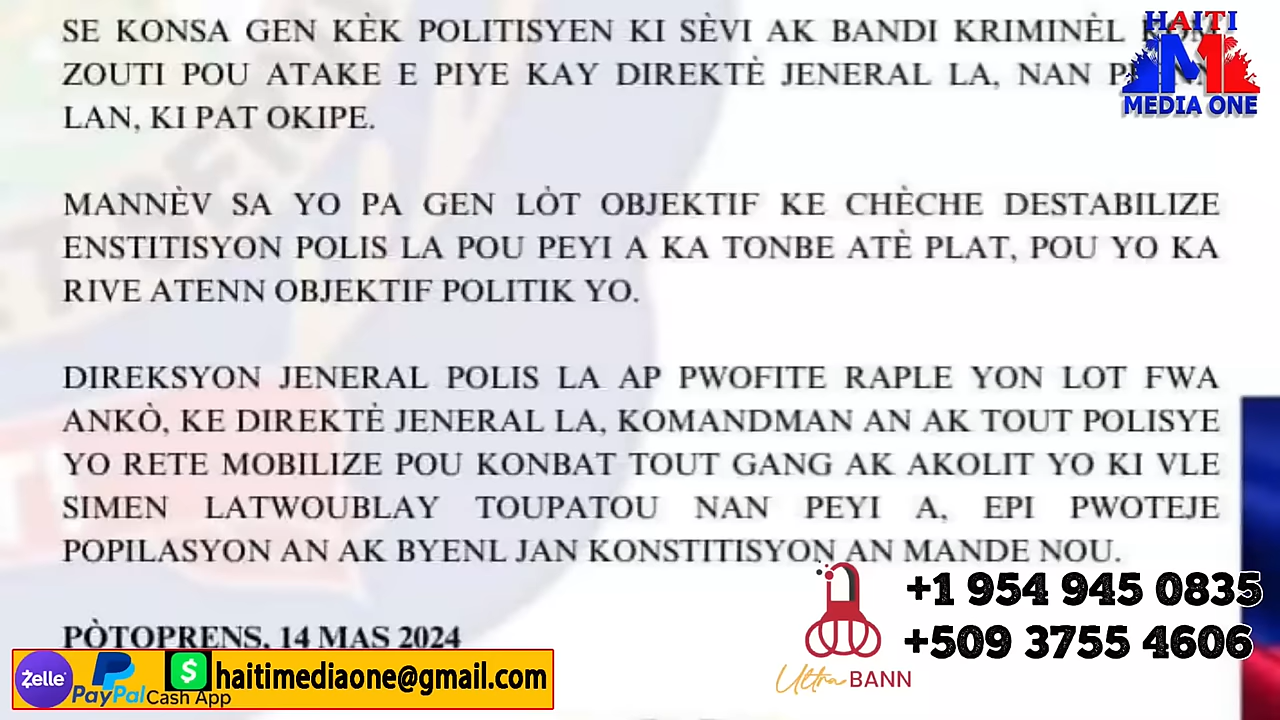 SE KONSA GEN KÈK POLITISYEN KI SÈVI AK BANDI KRIMINÈL
ZOUTI POU ATAKE E PIYE KAY DIREKTÈ JENERAL LA, NAN
LAN, KI PAT OKIPE.
MANNÈV SA YO PA GEN LÒT OBJEKTIF KE CHÈCHE DESTABILIZE
ENSTITISYON POLIS LA POU PEYI A KA TONBE ATÈ PLAT, POU YO KA
RIVE ATENN OBJEKTIF POLITIK YO.
DIREKSYON JENERAL POLIS LA AP PWOFITE RAPLE YON LOT FWA
ANKÒ, KE DIREKTÈ JENERAL LA, KOMANDMAN AN AK TOUT POLISYE
YO RETE MOBILIZE POU KONBAT TOUT GANG AK AKOLIT YO KI VLE
SIMEN LATWOUBLAY TOUPATOU NAN PEYI A, EPI PWOTEJE
POPILASYON AN AK BYENL JAN KONSTITISYON AN MANDE NOU.
PÒTOPRENS, 14 MAS 2024
HAITI
M
MEDIA ONE
+1 954 945 0835
+509 3755 4606
Ultra BANN
Zelle
PayPal
$
Cash App
haitimediaone@gmail.com